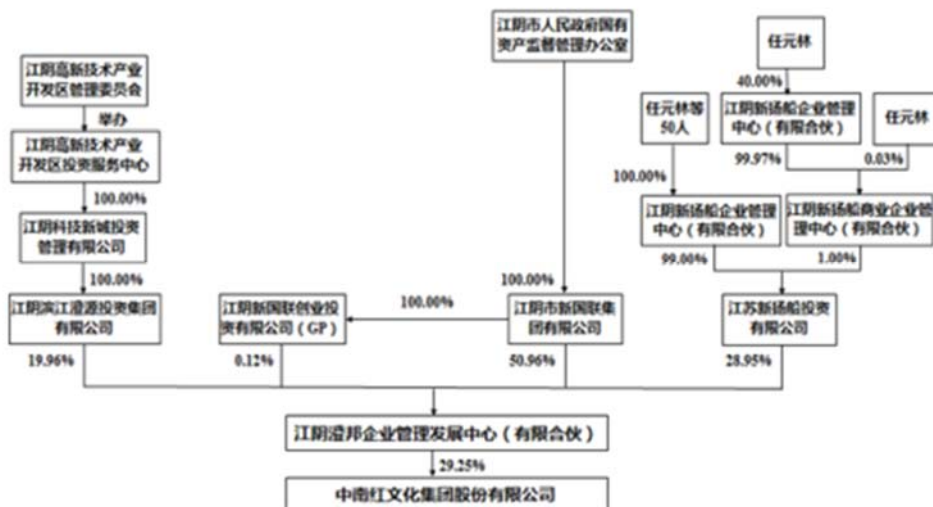 江阴市人民政府国有
资产监督管理办公室
任元林
江阴高新技术产业
开发区管理委员会
40.00%
任元林等
50人
江阴新扬船企业管理
中心（有限合伙）
任元林
举办
江阴高新技术产业
开发区投资服务中心
99.97%
0.03%
100.00%
100.00%
江阴新扬船企业管理
中心（有限合伙）
江阴新扬船商业企业管
理中心（有限合伙）
江阴科技新城投资
管理有限公司
99.00%
1.00%
100.00%
100.00%
江阴滨江澄源投资集团
有限公司
江阴新国联创业投
资有限公司（GP）
100.00%
江阴市新国联集
团有限公司
江苏新扬船投资
有限公司
19.96%
0.12%
50.96%
28.95%
江阴澄邦企业管理发展中心（有限合伙）
29.25%
中南红文化集团股份有限公司